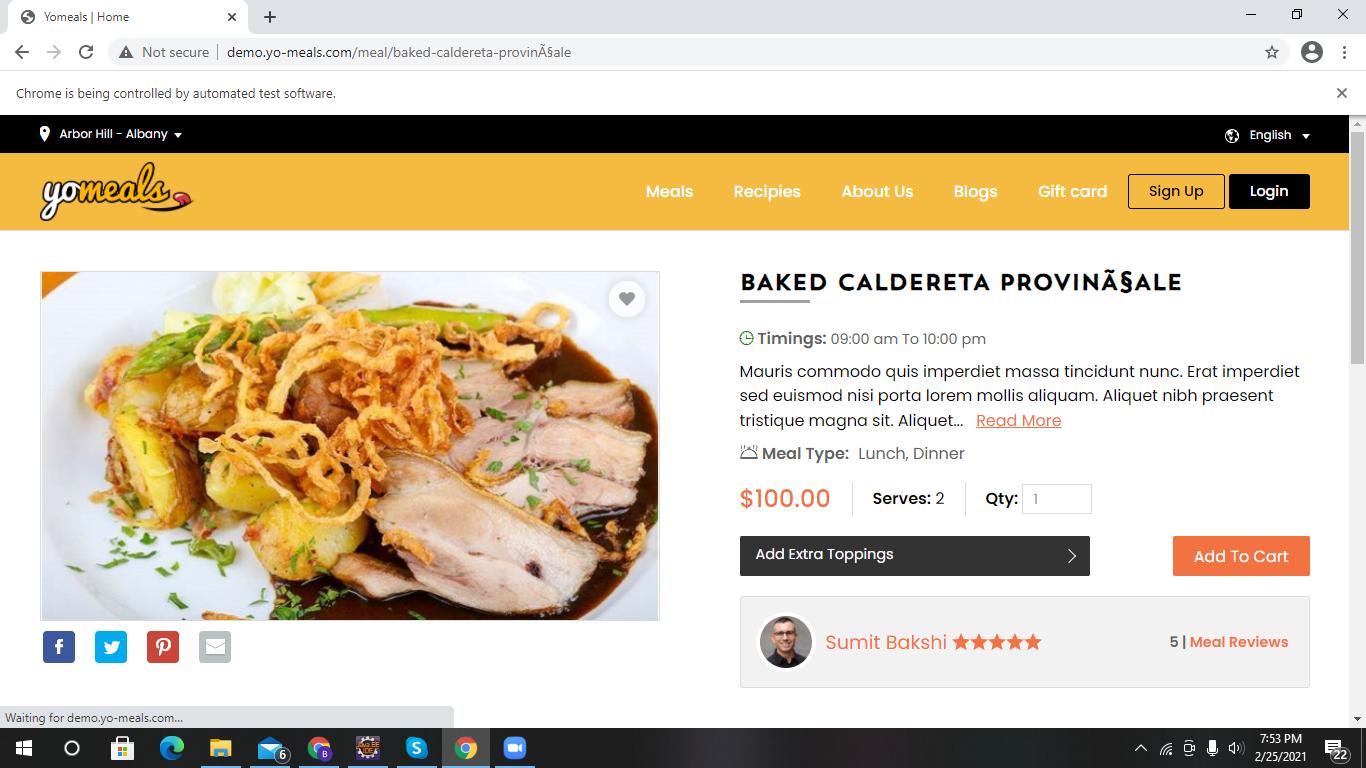 Yomeals | Home
Not secure
demo.yo-meals.com/meal/baked-caldereta-provinÃ§ale
Chrome is being controlled by automated test software.
Arbor Hill - Albany
English
yomeals
Meals
Recipies
About Us
Blogs
Gift card
Sign Up
Login
BAKED CALDERETA PROVINÃ§ALE
Timings: 09:00 am To 10:00 pm
Mauris commodo quis imperdiet massa tincidunt nunc. Erat imperdiet
sed euismod nisi porta lorem mollis aliquam. Aliquet nibh praesent
tristique magna sit. Aliquet... Read More
Meal Type: Lunch, Dinner
$100.00
Serves: 2
Qty: 1
Add Extra Toppings
Add To Cart
Sumit Bakshi
5 | Meal Reviews
Waiting for demo.yo-meals.com...
6
B
Java EE
IDE
7:53 PM
2/25/2021
22